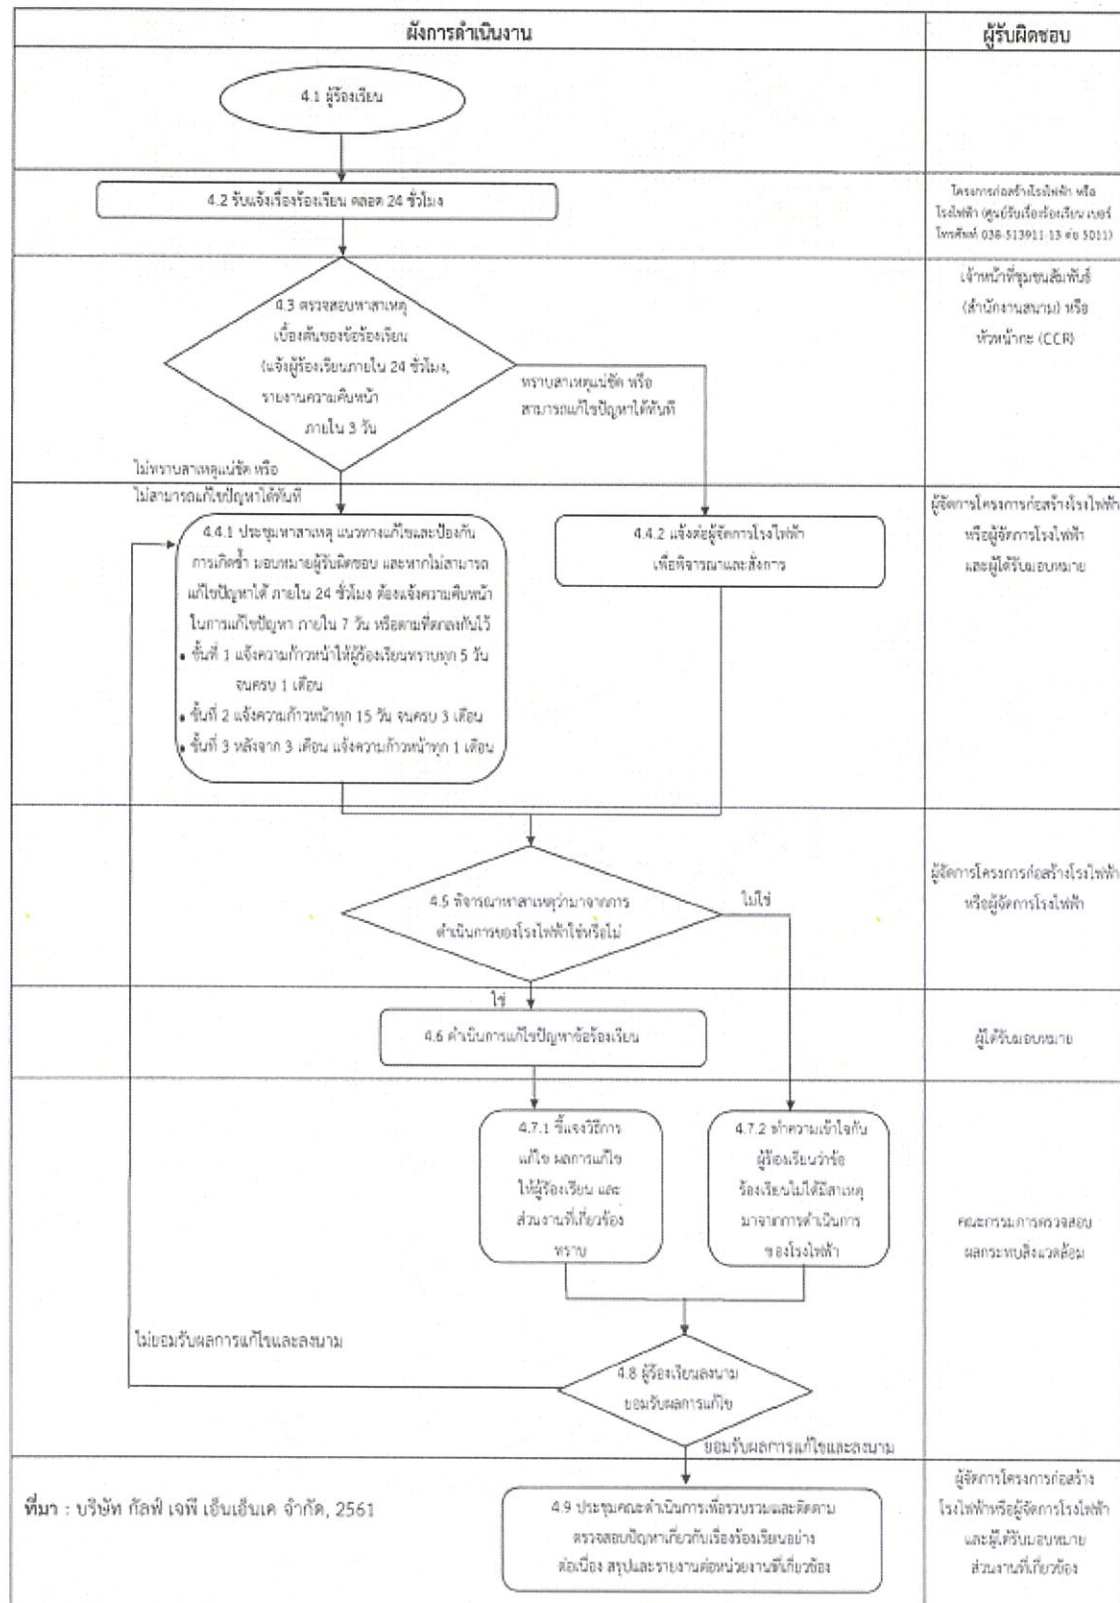 ผังการดำเนินงาน
ผู้รับผิดชอบ
4.1 ผู้ร้องเรียน
4.2 รับแจ้งเรื่องร้องเรียน ตลอด 24 ชั่วโมง
โครงการก่อสร้างโรงไฟฟ้า หรือ
โรงไฟฟ้า (ศูนย์รับเรื่องร้องเรียน เบอร์
โทรศัพท์ 038-513911-13 ต่อ 5011)
4.3 ตรวจสอบหาสาเหตุ
เบื้องต้นของข้อร้องเรียน
(แจ้งผู้ร้องเรียนภายใน 24 ชั่วโมง,
รายงานความคืบหน้า
ภายใน 3 วัน
เจ้าหน้าที่ชุมชนสัมพันธ์
(สำนักงานสนาม) หรือ
หัวหน้ากะ (CCR)
ทราบสาเหตุแน่ชัด หรือ
สามารถแก้ไขปัญหาได้ทันที
ไม่ทราบสาเหตุแน่ชัด หรือ
ไม่สามารถแก้ไขปัญหาได้ทันที
4.4.1 ประชุมหาสาเหตุ แนวทางแก้ไขและป้องกัน
การเกิดซ้ำ มอบหมายผู้รับผิดชอบ และหากไม่สามารถ
แก้ไขปัญหาได้ ภายใน 24 ชั่วโมง ต้องแจ้งความคืบหน้า
ในการแก้ไขปัญหา ภายใน 7 วัน หรือตามที่ตกลงกันไว้
• ขั้นที่ 1 แจ้งความก้าวหน้าให้ผู้ร้องเรียนทราบทุก 5 วัน
จนครบ 1 เดือน
• ขั้นที่ 2 แจ้งความก้าวหน้าทุก 15 วัน จนครบ 3 เดือน
• ขั้นที่ 3 หลังจาก 3 เดือน แจ้งความก้าวหน้าทุก 1 เดือน
4.4.2 แจ้งต่อผู้จัดการโรงไฟฟ้า
เพื่อพิจารณาและสั่งการ
ผู้จัดการโครงการก่อสร้างโรงไฟฟ้า
หรือผู้จัดการโรงไฟฟ้า
และผู้ได้รับมอบหมาย
4.5 พิจารณาหาสาเหตุว่ามาจากการ
ดำเนินการของโรงไฟฟ้าใช่หรือไม่
ไม่ใช่
ผู้จัดการโครงการก่อสร้างโรงไฟฟ้า
หรือผู้จัดการโรงไฟฟ้า
ใช่
4.6 ดำเนินการแก้ไขปัญหาข้อร้องเรียน
ผู้ได้รับมอบหมาย
4.7.1 ชี้แจงวิธีการ
แก้ไข ผลการแก้ไข
ให้ผู้ร้องเรียน และ
ส่วนงานที่เกี่ยวข้อง
ทราบ
4.7.2 ทำความเข้าใจกับ
ผู้ร้องเรียนว่าข้อ
ร้องเรียนไม่ได้มีสาเหตุ
มาจากการดำเนินการ
ของโรงไฟฟ้า
คณะกรรมการตรวจสอบ
ผลกระทบสิ่งแวดล้อม
ไม่ยอมรับผลการแก้ไขและลงนาม
4.8 ผู้ร้องเรียนลงนาม
ยอมรับผลการแก้ไข
ยอมรับผลการแก้ไขและลงนาม
ที่มา : บริษัท กัลฟ์ เจพี เอ็นเอ็นเค จำกัด, 2561
4.9 ประชุมคณะดำเนินการเพื่อรวบรวมและติดตาม
ตรวจสอบปัญหาเกี่ยวกับเรื่องร้องเรียนอย่าง
ต่อเนื่อง สรุปและรายงานต่อหน่วยงานที่เกี่ยวข้อง
ผู้จัดการโครงการก่อสร้าง
โรงไฟฟ้าหรือผู้จัดการโรงไฟฟ้า
และผู้ได้รับมอบหมาย
ส่วนงานที่เกี่ยวข้อง